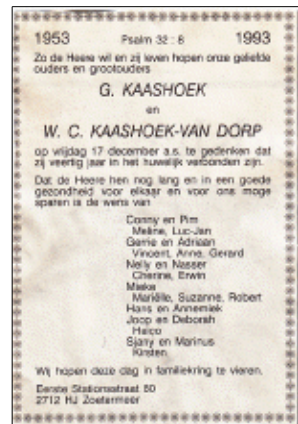 1953 Psalm 32 : 8 1993
Zo de Heere wil en zij leven hopen onze geliefde
ouders en grootouders
G. KAASHOEK
en
W. C. KAASHOEK-VAN DORP
op vrijdag 17 december a.s. te gedenken dat
zij veertig jaar in het huwelijk verbonden zijn.
Dat de Heere hen nog lang en in een goede
gezondheid voor elkaar en voor ons moge
sparen is de wens van
Conny en Pim
Meline, Luc-Jan
Gerrie en Adriaan
Vincent, Anne, Gerard
Nelly en Nasser
Cherine, Erwin
Mieke
Mariëlle, Suzanne, Robert
Hans en Annemiek
Joop en Deborah
Heico
Sjany en Marinus
Kirsten
Wij hopen deze dag in familiekring te vieren.
Eerste Stationsstraat 80
2712 HJ Zoetermeer